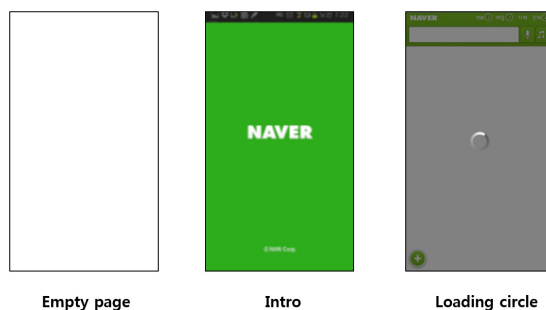 NAVER
© NHN Corp.
NAVER
Empty page
Intro
Loading circle